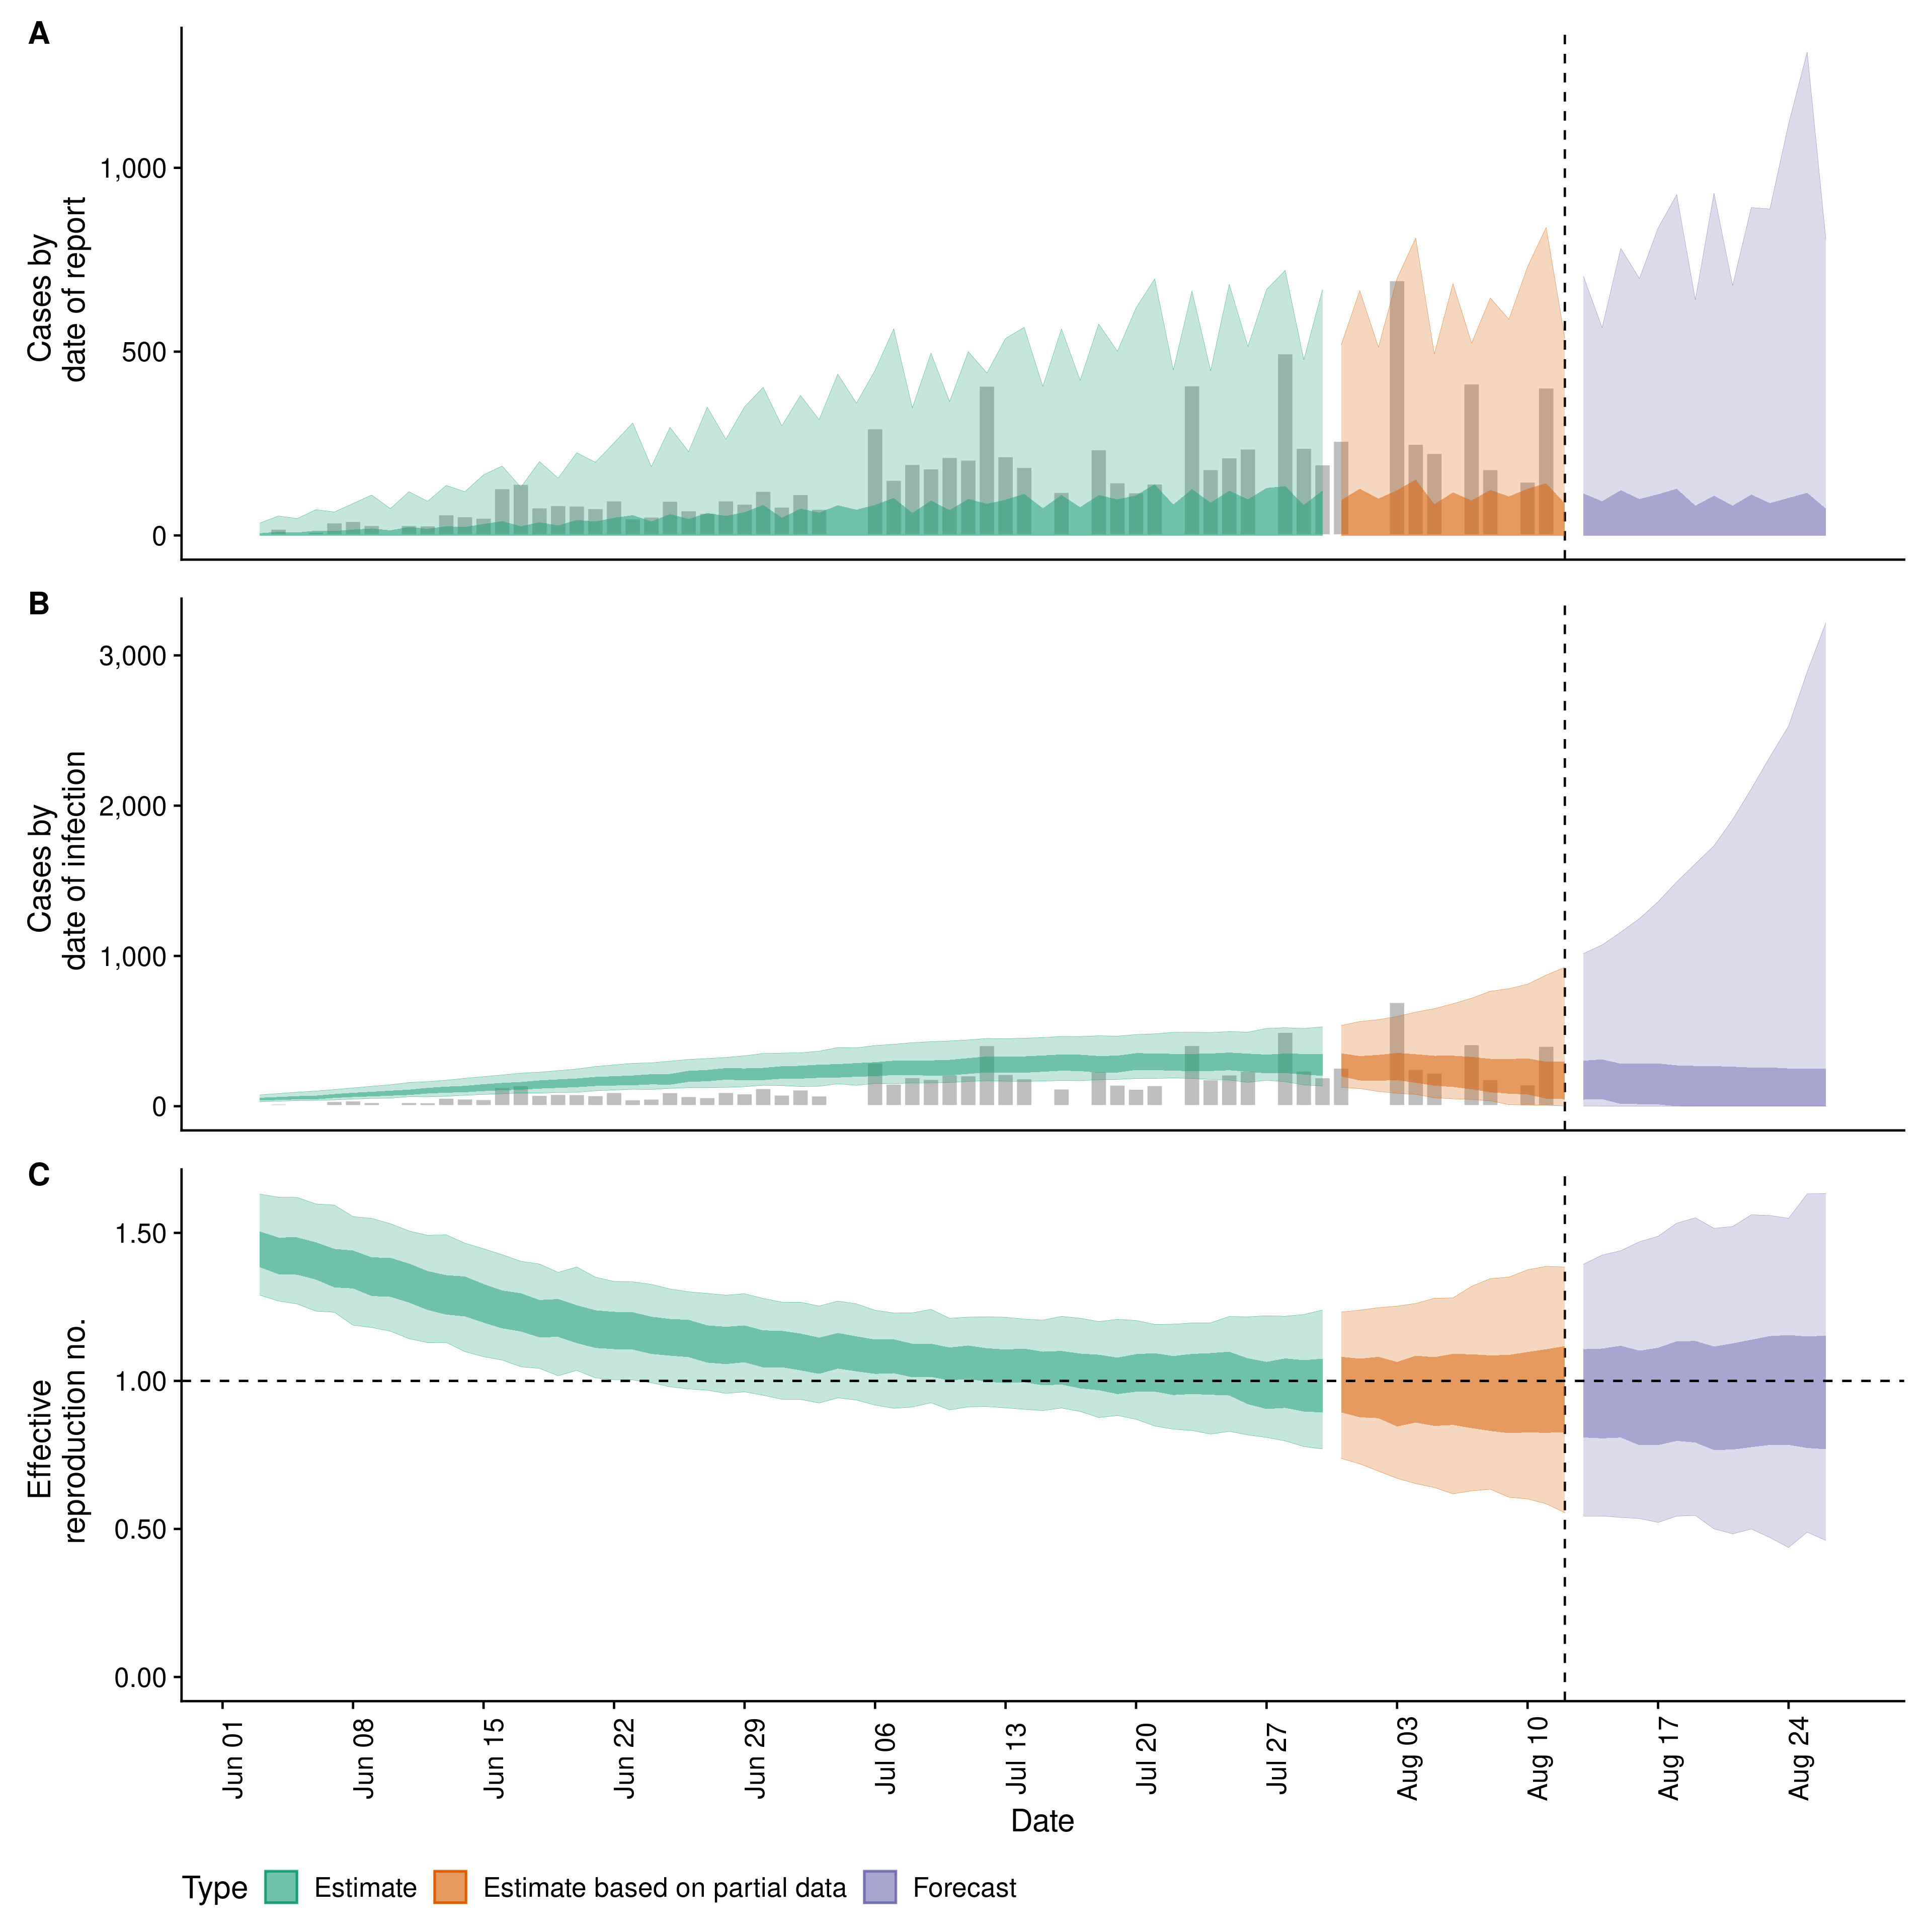 A
Cases by
date of report
1,000
500
0
B
Cases by
date of infection
3,000
2,000
1,000
0
C
Effective
reproduction no.
1.50
1.00
0.50
0.00
Jun 01
Jun 08
Jun 15
Jun 22
Jun 29
Jul 06
Jul 13
Jul 20
Jul 27
Aug 03
Aug 10
Aug 17
Aug 24
Date
Type Estimate Estimate based on partial data Forecast